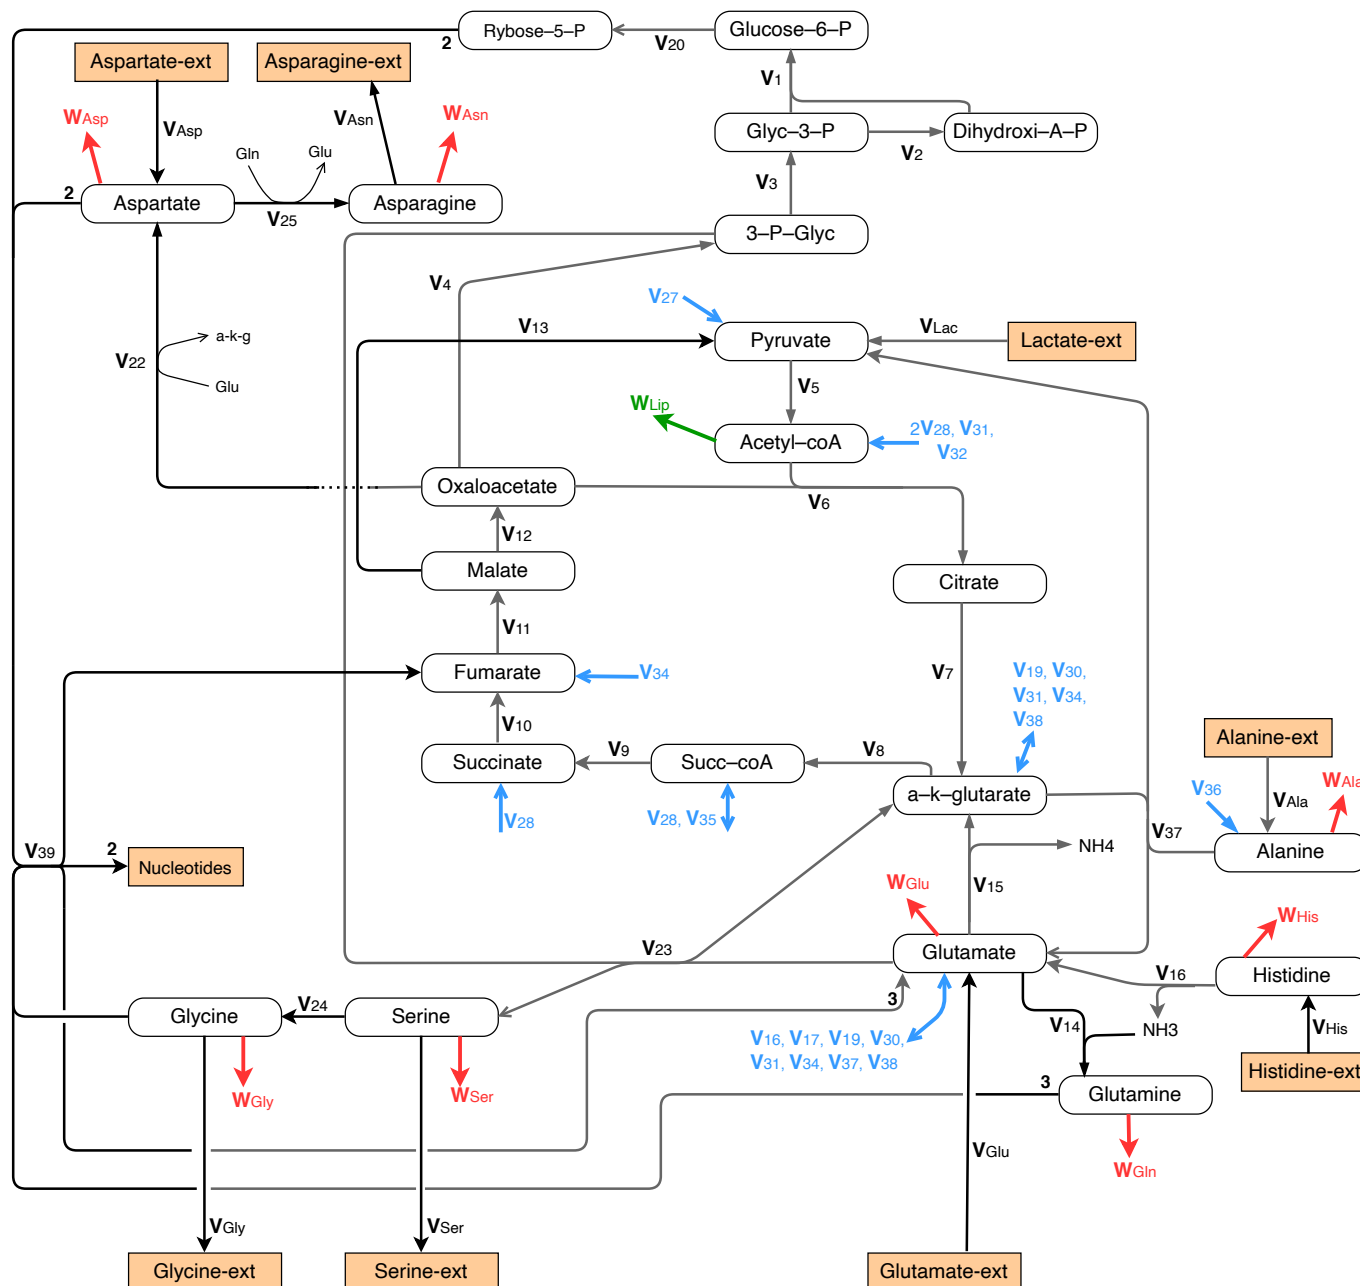 Rybose–5–P
2
V20
Glucose–6–P
Aspartate-ext
Asparagine-ext
V1
WAsp
VAsp
VAsn
WAsn
Glyc–3–P
Dihydroxi–A–P
V2
Gln
Glu
V3
2
Aspartate
V25
Asparagine
3–P–Glyc
V4
V27
V13
VLac
Pyruvate
Lactate-ext
a-k-g
V22
Glu
V5
WLip
Acetyl–coA
2V28, V31,
V32
Oxaloacetate
V6
V12
Malate
Citrate
V11
Fumarate
V34
V7
V19, V30,
V31, V34,
V38
V10
V9
V8
Alanine-ext
Succinate
Succ–coA
a–k–glutarate
V36
VAla
WAla
V28
V28, V35
V37
V39
2
Nucleotides
NH4
Alanine
V15
WGlu
WHis
V23
Glutamate
V16
Histidine
3
V24
Glycine
Serine
V14
NH3
VHis
V16, V17, V19, V30,
V31, V34, V37, V38
Histidine-ext
3
Glutamine
WGly
WSer
VGlu
WGln
VGly
VSer
Glycine-ext
Serine-ext
Glutamate-ext